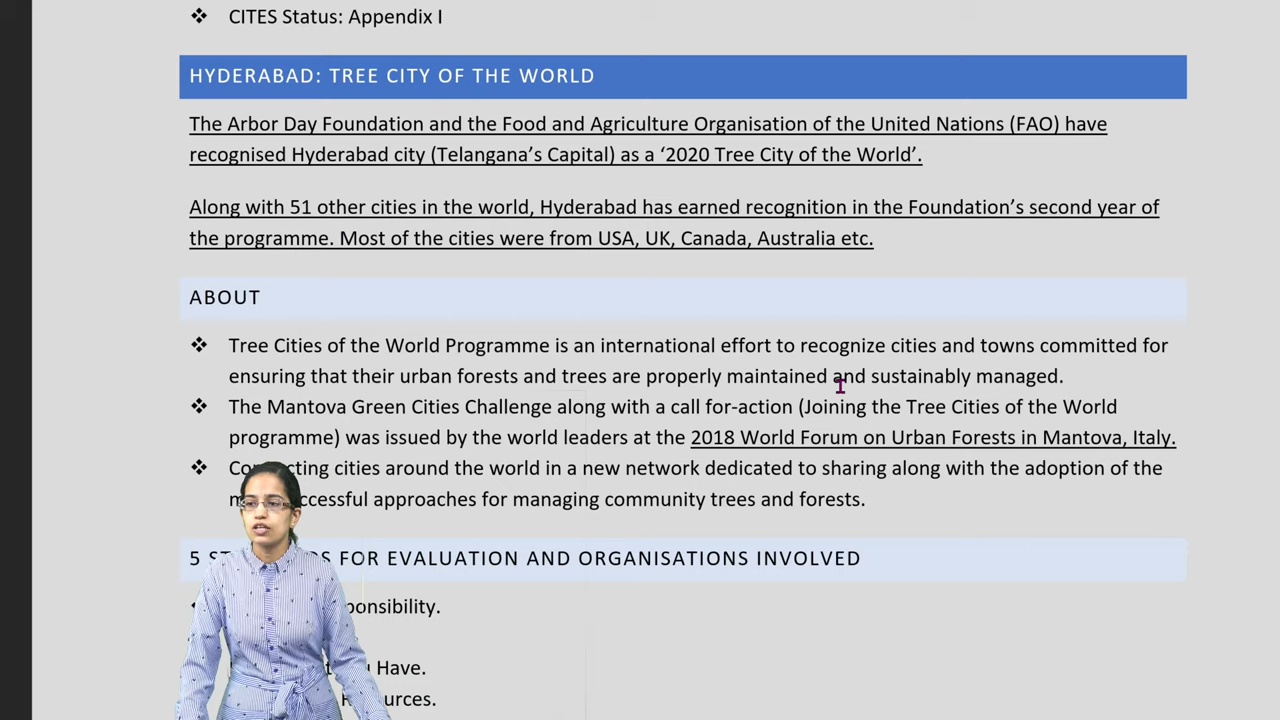 ❖ CITES Status: Appendix I
HYDERABAD: TREE CITY OF THE WORLD
The Arbor Day Foundation and the Food and Agriculture Organisation of the United Nations (FAO) have
recognised Hyderabad city (Telangana's Capital) as a '2020 Tree City of the World'.
Along with 51 other cities in the world, Hyderabad has earned recognition in the Foundation's second year of
the programme. Most of the cities were from USA, UK, Canada, Australia etc.
ABOUT
❖ Tree Cities of the World Programme is an international effort to recognize cities and towns committed for
ensuring that their urban forests and trees are properly maintained and sustainably managed.
❖ The Mantova Green Cities Challenge along with a call for-action (Joining the Tree Cities of the World
programme) was issued by the world leaders at the 2018 World Forum on Urban Forests in Mantova, Italy.
❖ cities around the world in a new network dedicated to sharing along with the adoption of the
approaches for managing community trees and forests.
5 FOR EVALUATION AND ORGANISATIONS INVOLVED
Have.